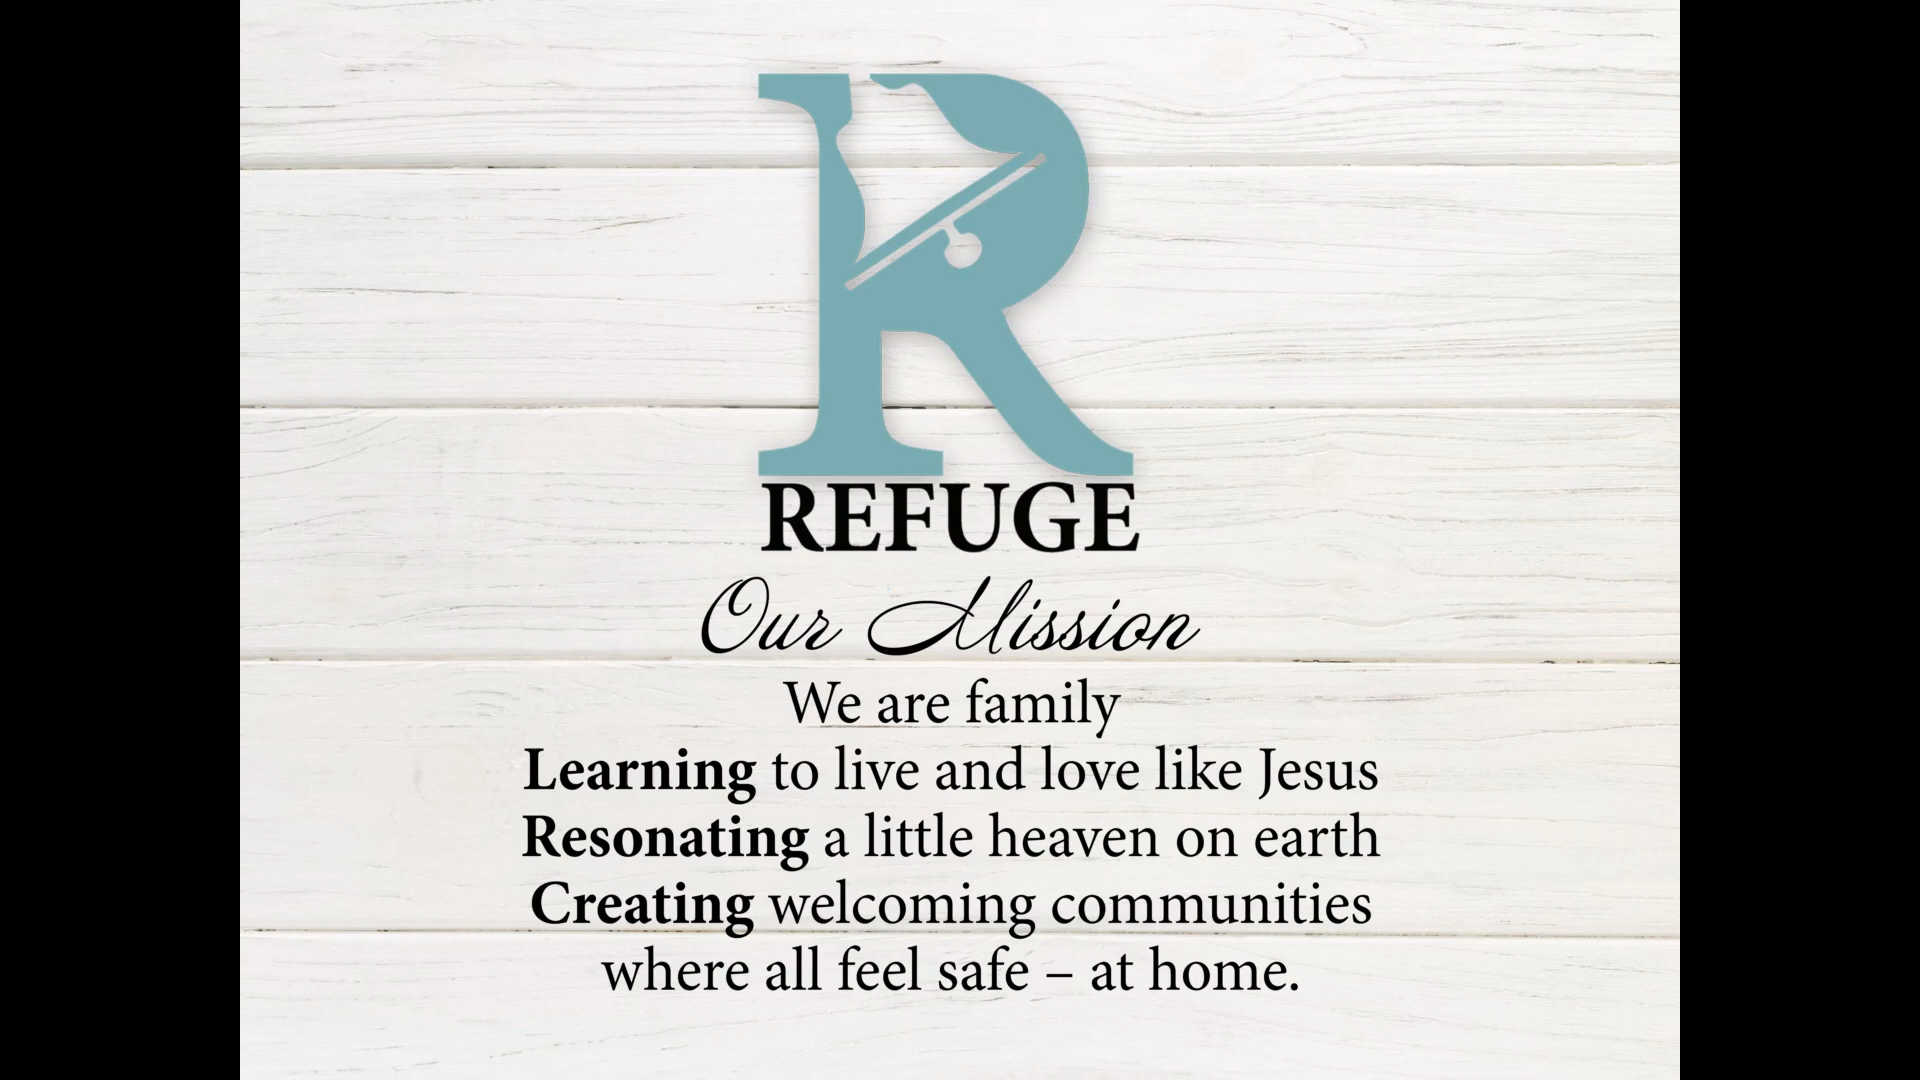 R
REFUGE
Our Mission
We are family
Learning to live and love like Jesus
Resonating a little heaven on earth
Creating welcoming communities
where all feel safe – at home.